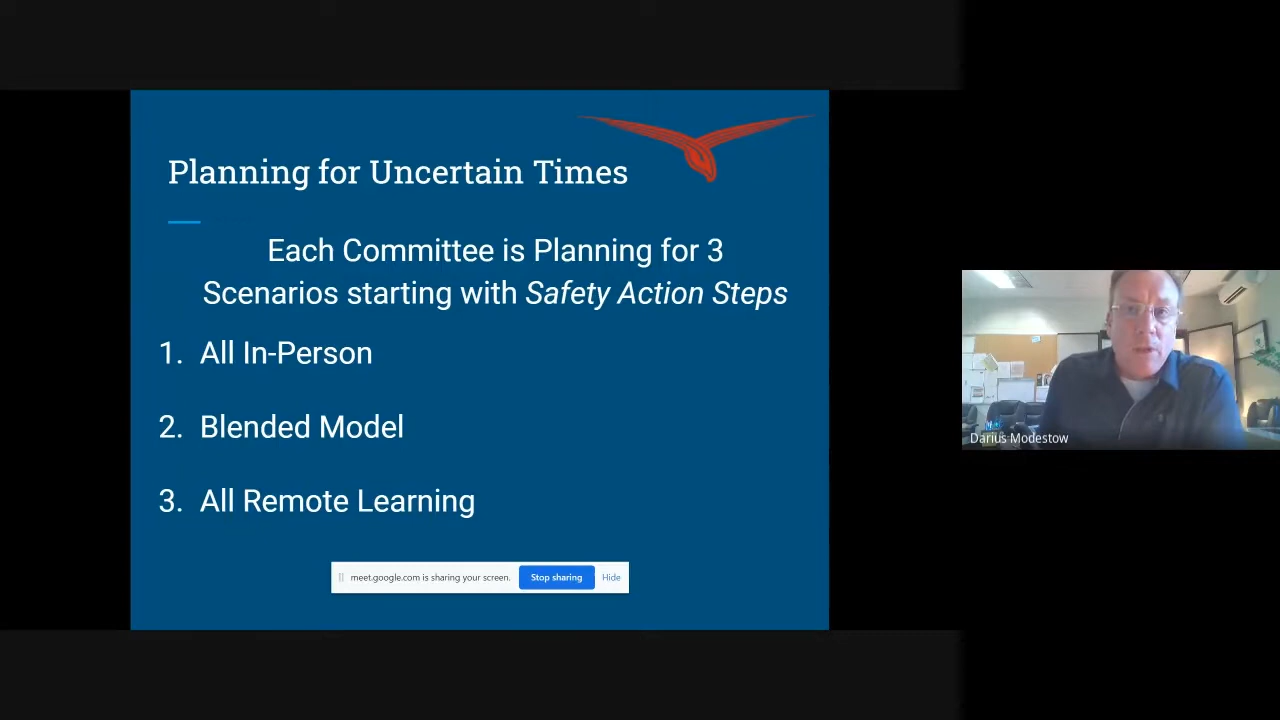 Planning for Uncertain Times
Each Committee is Planning for 3
Scenarios starting with Safety Action Steps
1. All In-Person
2. Blended Model
3. All Remote Learning
meet.google.com is sharing your screen. Stop sharing Hide
Darius Modestow